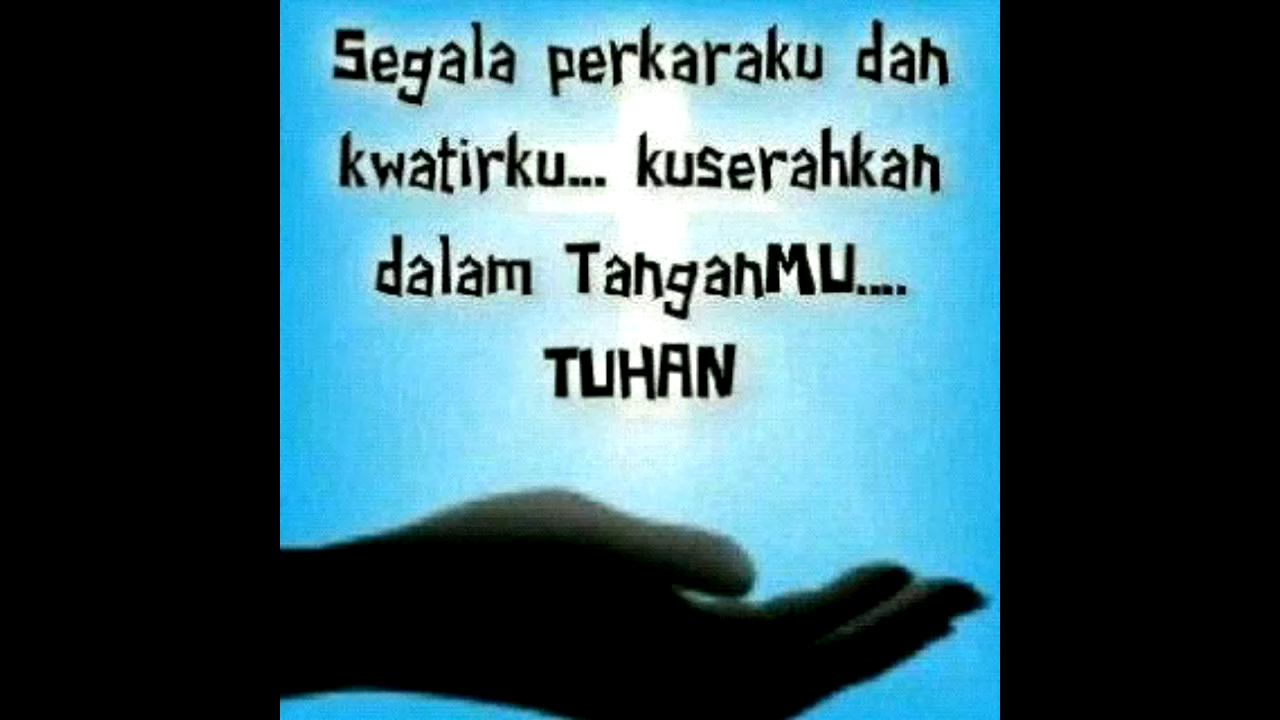 Segala perkaraku dan
kwatirku... kuserahkan
dalam TanganMU....
TUHAN